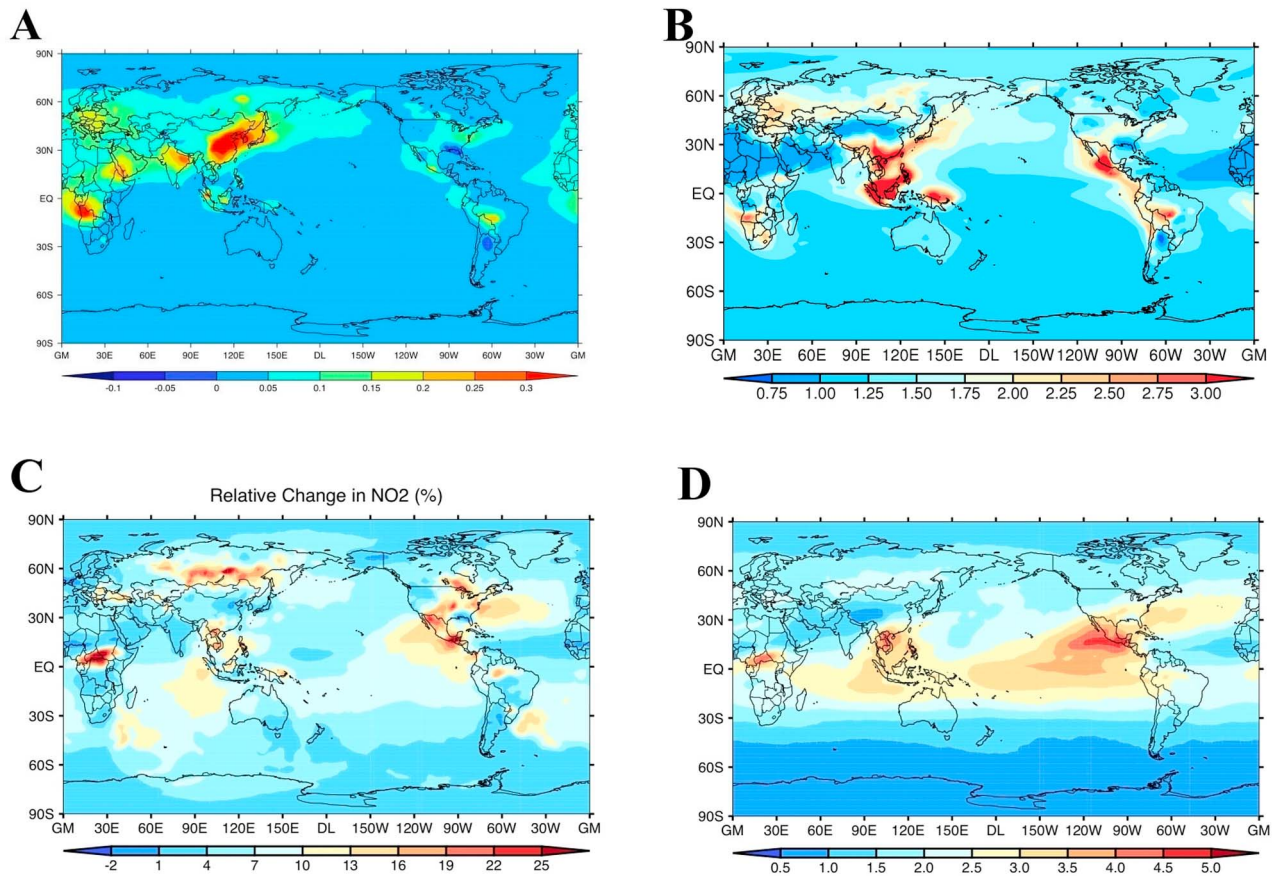 A
90N
60N
30N
EQ
30S
60S
90S
GM 30E 60E 90E 120E 150E DL 150W 120W 90W 60W 30W GM
-0.1 -0.05 0 0.05 0.1 0.15 0.2 0.25 0.3
B
90N
60N
30N
EQ
30S
60S
90S
GM 30E 60E 90E 120E 150E DL 150W 120W 90W 60W 30W GM
0.75 1.00 1.25 1.50 1.75 2.00 2.25 2.50 2.75 3.00
C
Relative Change in NO2 (%)
90N
60N
30N
EQ
30S
60S
90S
GM 30E 60E 90E 120E 150E DL 150W 120W 90W 60W 30W GM
-2 1 4 7 10 13 16 19 22 25
D
90N
60N
30N
EQ
30S
60S
90S
GM 30E 60E 90E 120E 150E DL 150W 120W 90W 60W 30W GM
0.5 1.0 1.5 2.0 2.5 3.0 3.5 4.0 4.5 5.0